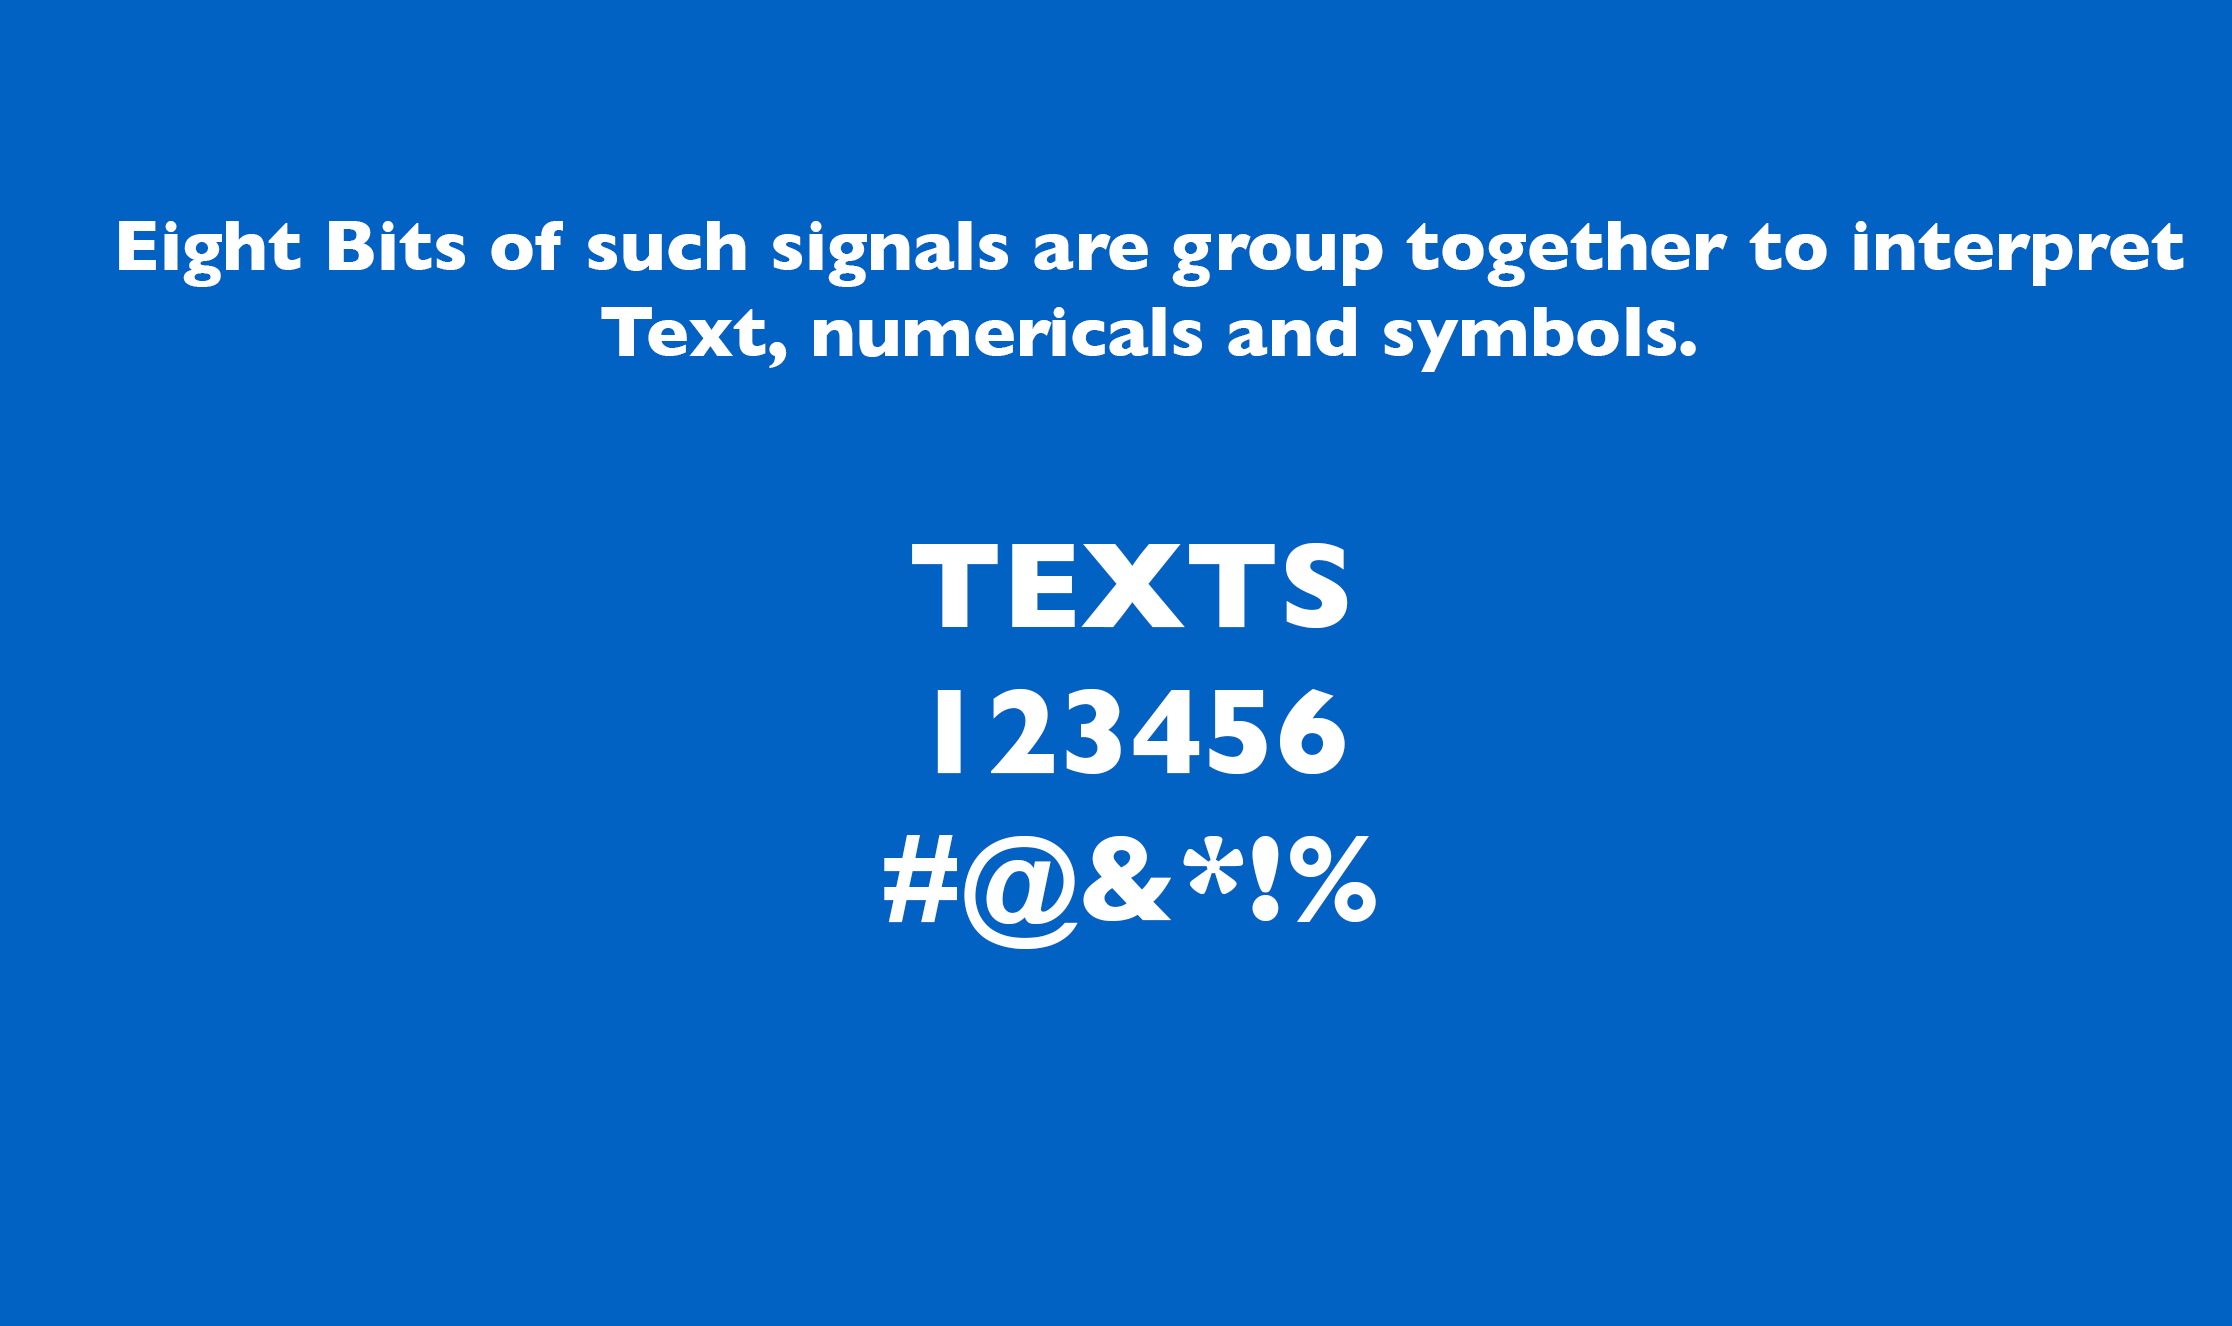 Eight Bits of such signals are group together to interpret
Text, numericals and symbols.
TEXTS
123456
#@&*!%